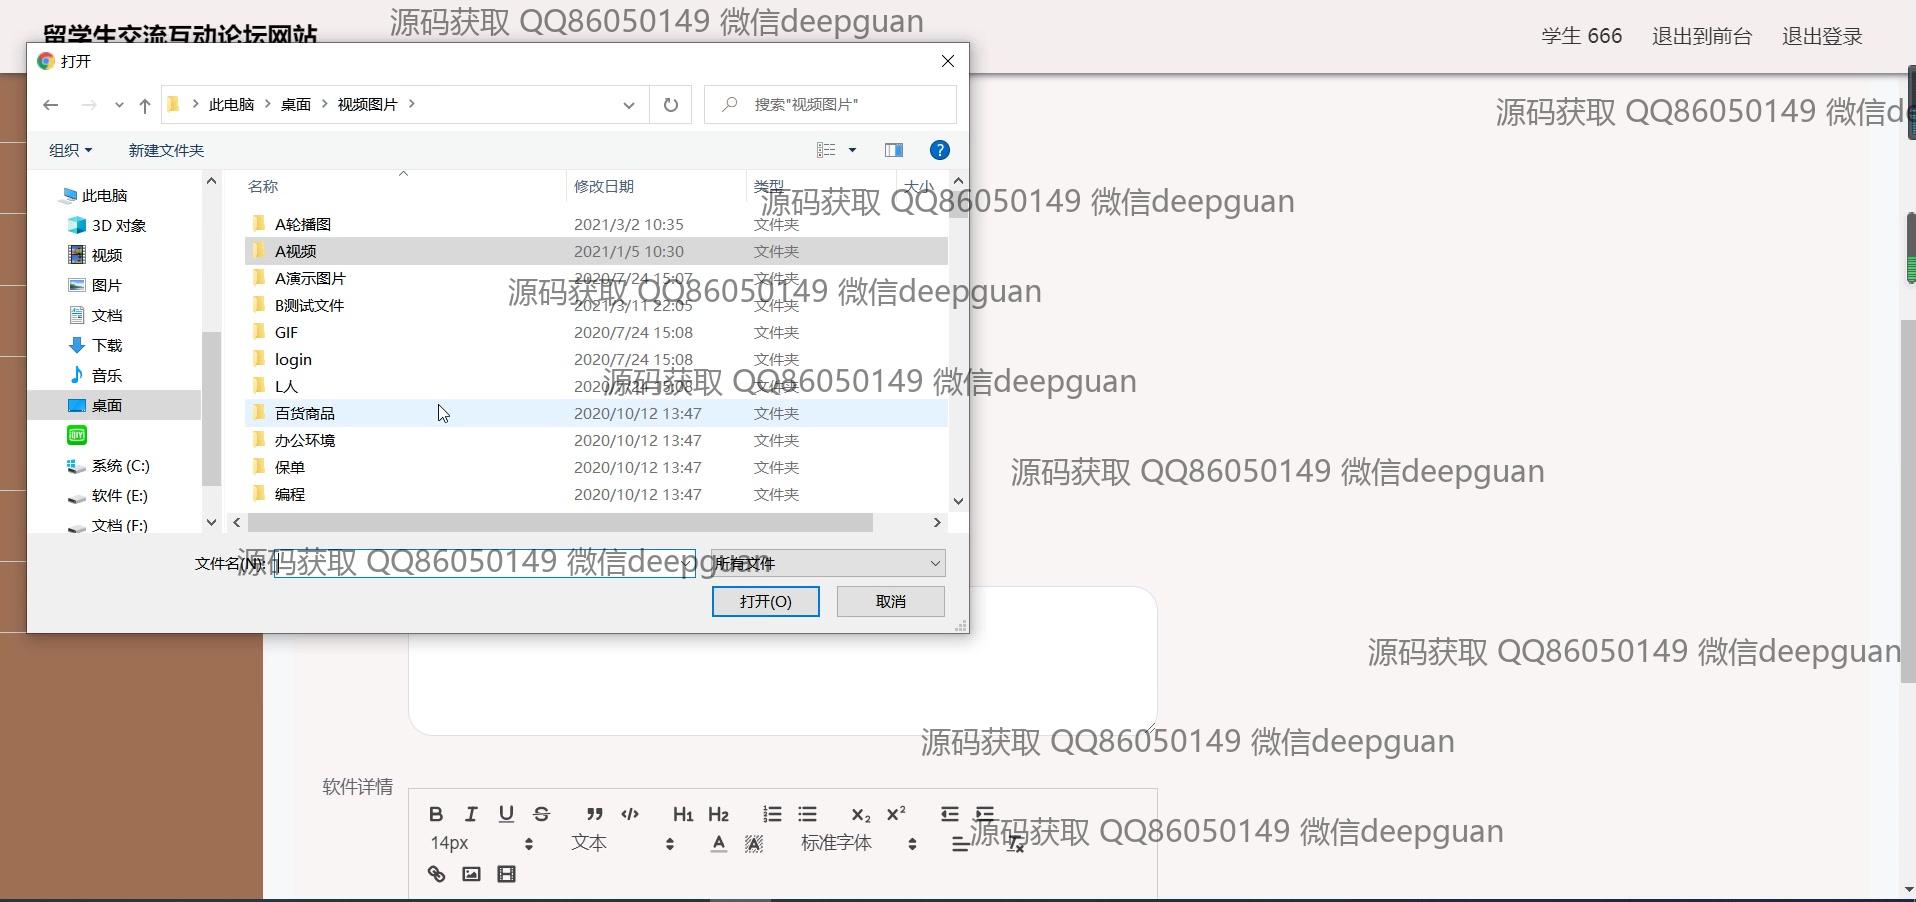 留学生交流互动论坛网站
源码获取 QQ86050149 微信deepguan
学生 666 退出到前台 退出登录
打开
此电脑 桌面 视频图片
搜索"视频图片"
源码获取 QQ86050149 微信de
组织 新建文件夹
名称 修改日期 类型 大小
源码获取 QQ86050149 微信deepguan
此电脑
3D 对象
视频
图片
文档
下载
音乐
桌面
系统 (C:)
软件 (E:)
文档 (F:)
A轮播图 2021/3/2 10:35 文件夹
A视频 2021/1/5 10:30 文件夹
A演示图片 2020/7/24 15:07 文件夹
源码获取 QQ86050149 微信deepguan
B测试文件 2021/3/11 22:05 文件夹
GIF 2020/7/24 15:08 文件夹
login 2020/7/24 15:08 文件夹
L人 2020/7/24 15:08 文件夹
源码获取 QQ86050149 微信deepguan
百货商品 2020/10/12 13:47 文件夹
办公环境 2020/10/12 13:47 文件夹
保单 2020/10/12 13:47 文件夹
源码获取 QQ86050149 微信deepguan
编程 2020/10/12 13:47 文件夹
文件名(N): 所有文件
源码获取 QQ86050149 微信deepguan
打开(O) 取消
源码获取 QQ86050149 微信deepguan
源码获取 QQ86050149 微信deepguan
软件详情
B I U S H1 H2 X2 X2
14px 文本 A A 标准字体 Tx
源码获取 QQ86050149 微信deepguan